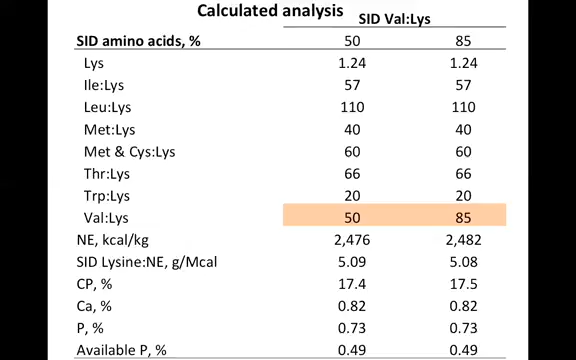 Calculated analysis
SID Val:Lys
SID amino acids, % 50 85
Lys 1.24 1.24
Ile:Lys 57 57
Leu:Lys 110 110
Met:Lys 40 40
Met & Cys:Lys 60 60
Thr:Lys 66 66
Trp:Lys 20 20
Val:Lys 50 85
NE, kcal/kg 2,476 2,482
SID Lysine:NE, g/Mcal 5.09 5.08
CP, % 17.4 17.5
Ca, % 0.82 0.82
P, % 0.73 0.73
Available P, % 0.49 0.49